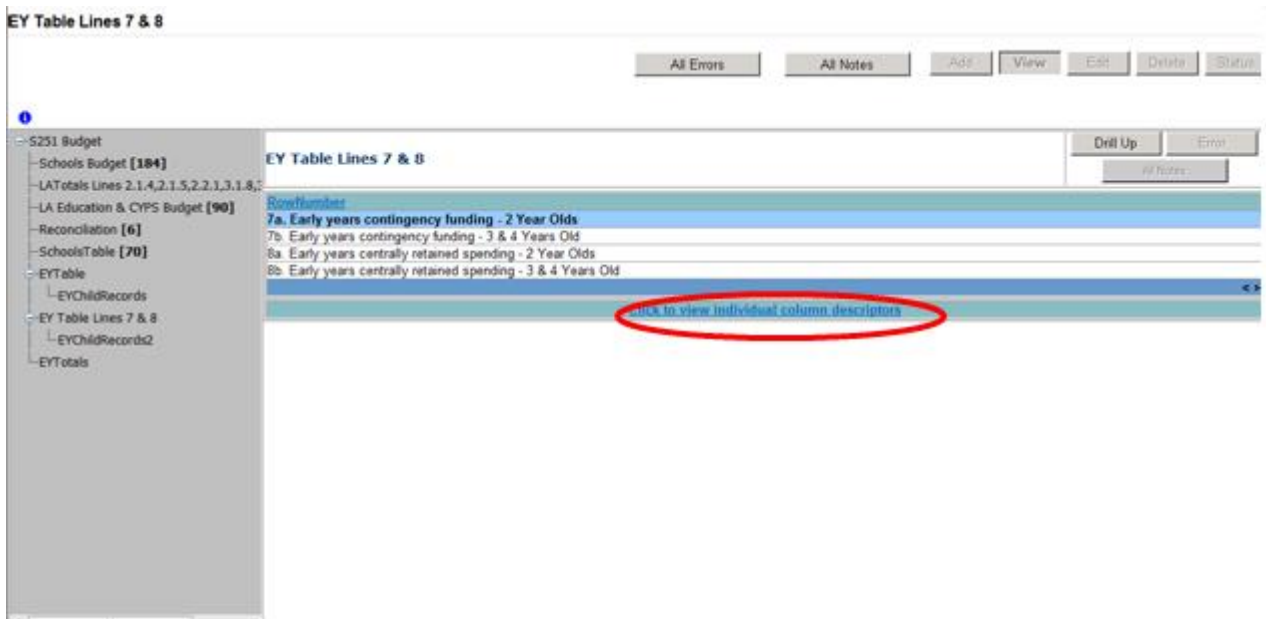 EY Table Lines 7 & 8
All Errors All Notes Add View Edit Delete Status
S251 Budget
Schools Budget [184]
LATotals Lines 2.1.4,2.1.5,2.2.1,3.1.8,
LA Education & CYPS Budget [90]
Reconciliation [6]
SchoolsTable [70]
EYTable
EYChildRecords
EY Table Lines 7 & 8
EYChildRecords2
EYTotals
EY Table Lines 7 & 8
Drill Up Error
All Notes
RowNumber
7a. Early years contingency funding - 2 Year Olds
7b. Early years contingency funding - 3 & 4 Years Old
8a. Early years centrally retained spending - 2 Year Olds
8b. Early years centrally retained spending - 3 & 4 Years Old
< >
Click to view individual column descriptors